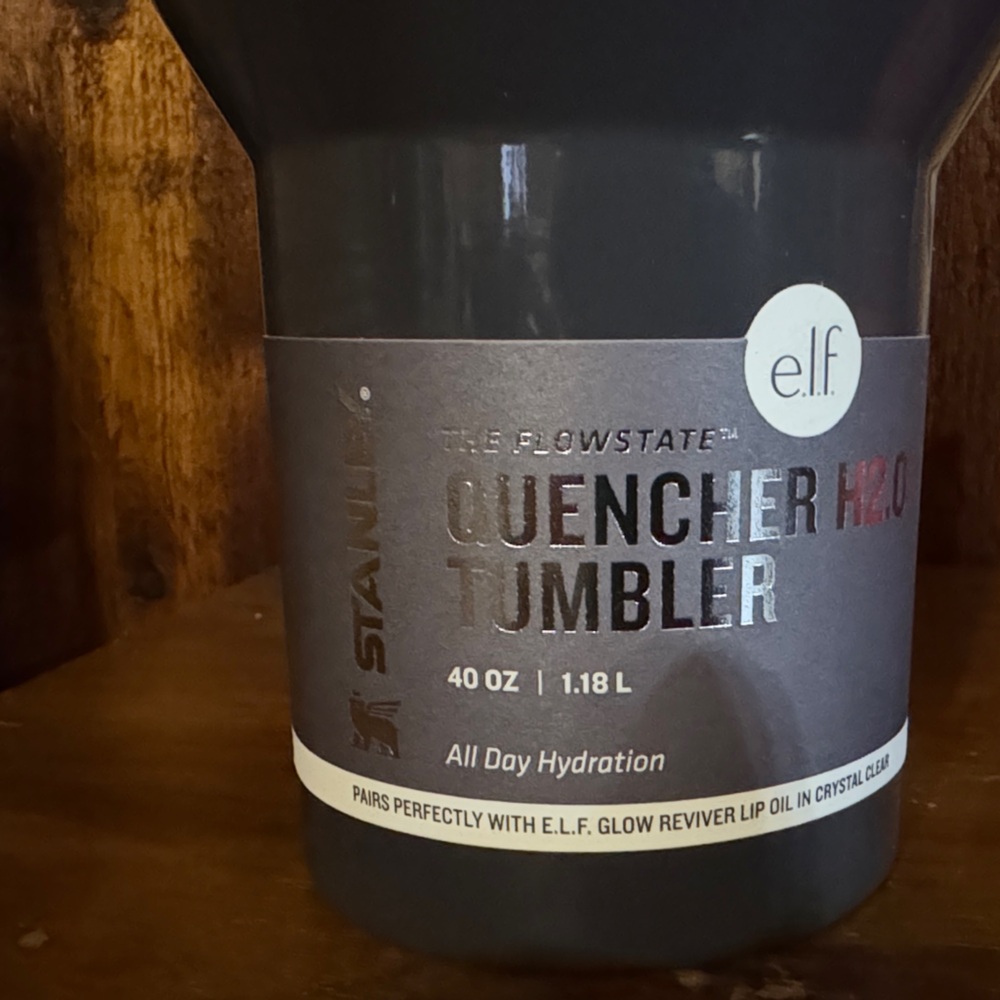 e.l.f.
STANLEY®
THE FLOWSTATE™
QUENCHER H2.0
TUMBLER
40 OZ | 1.18 L
All Day Hydration
PAIRS PERFECTLY WITH E.L.F. GLOW REVIVER LIP OIL IN CRYSTAL CLEAR